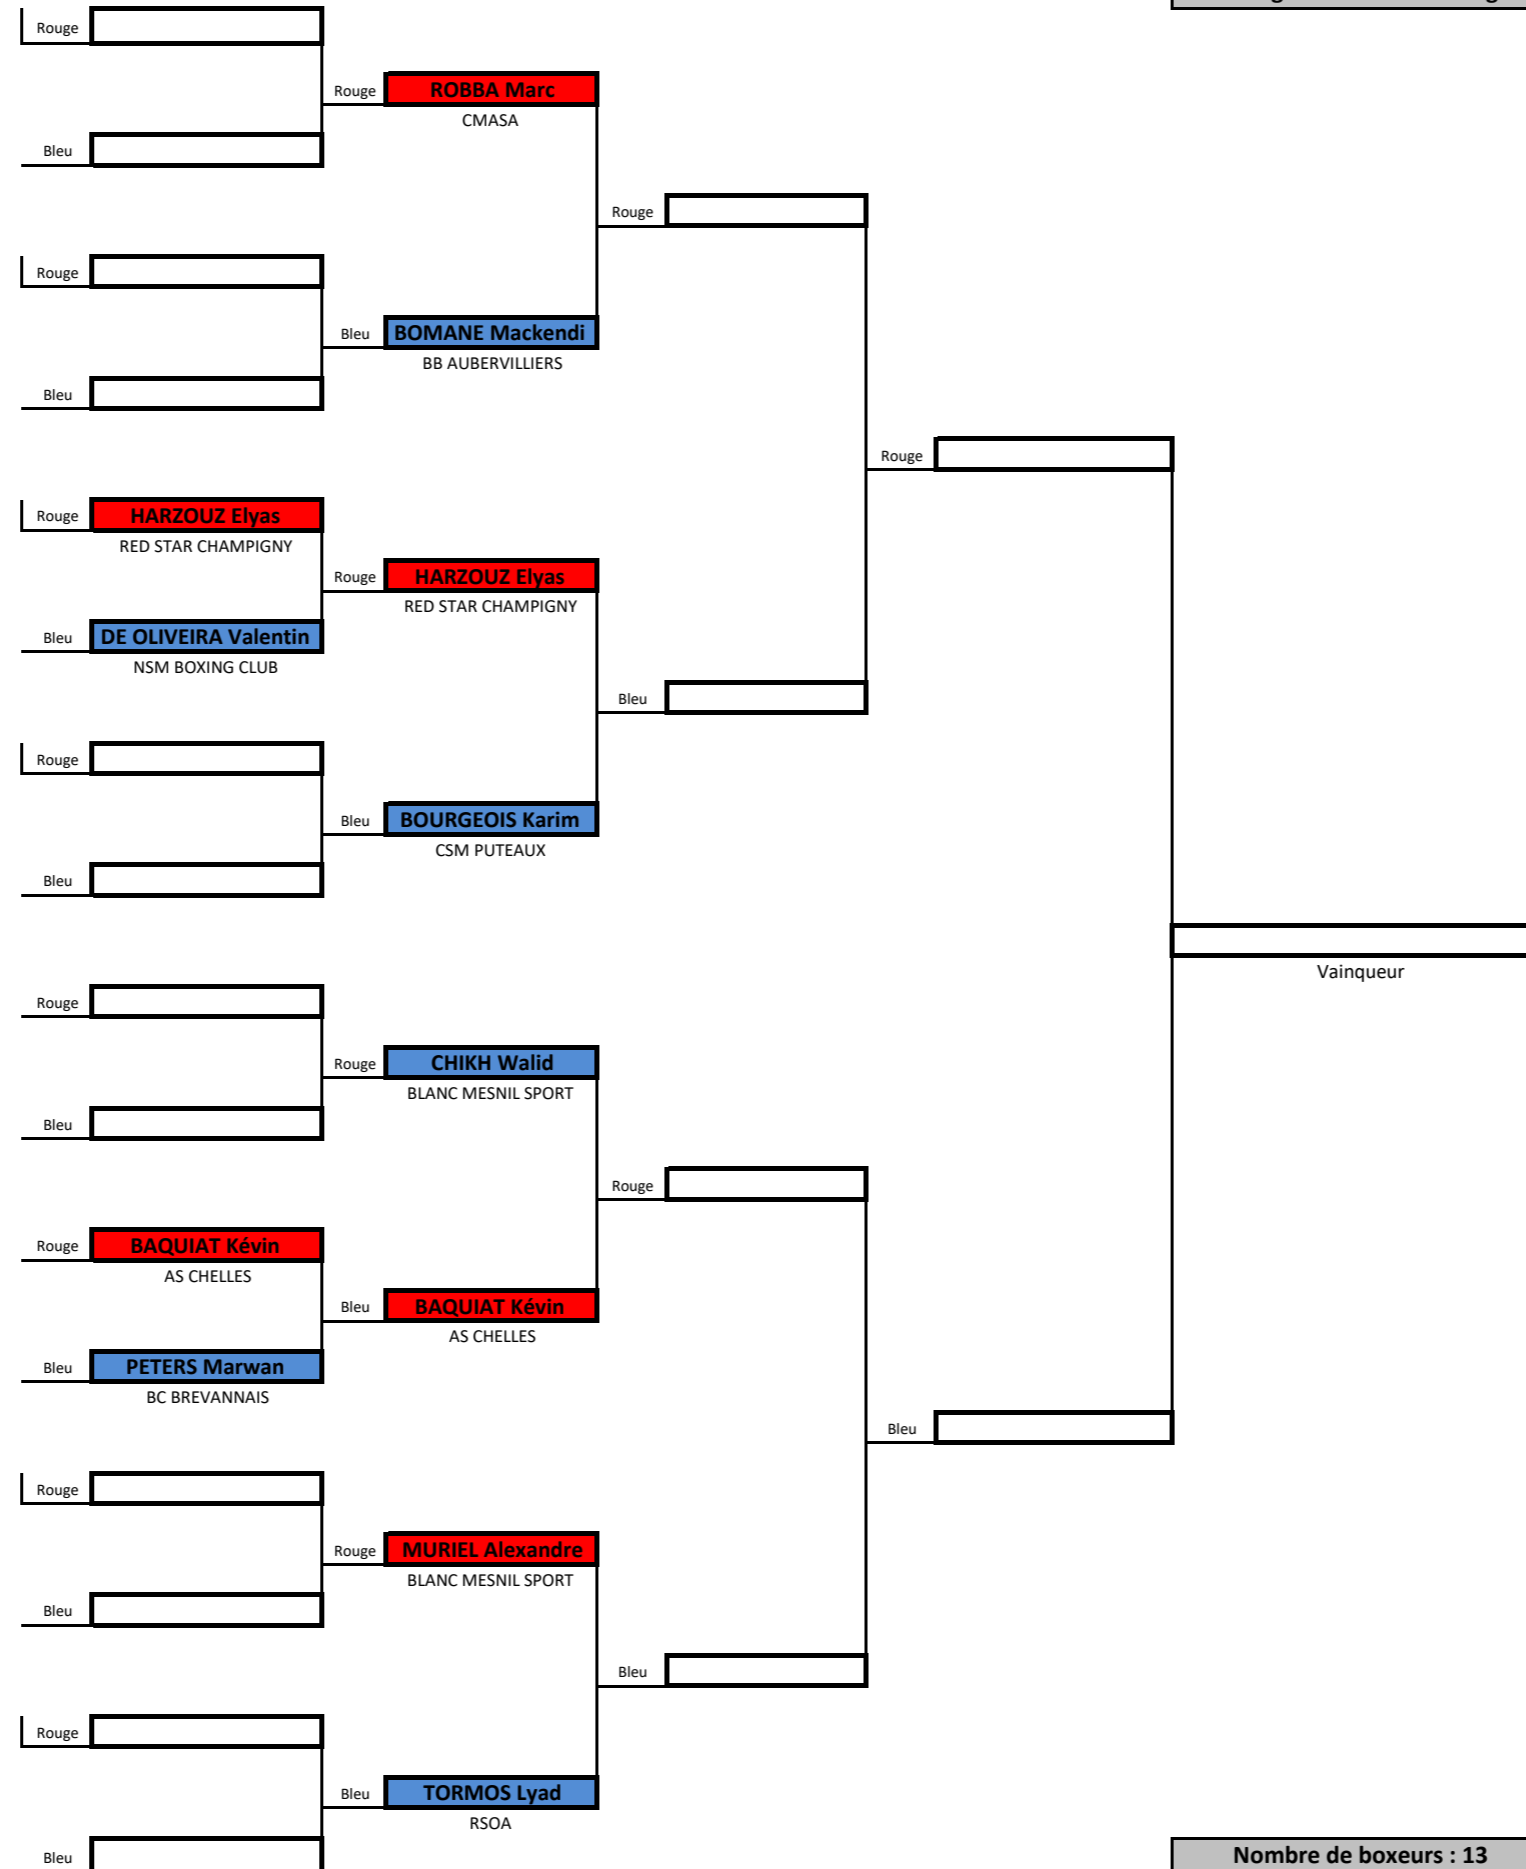 Rouge
Rouge ROBBA Marc
CMASA
Bleu
Rouge
Rouge
Bleu BOMANE Mackendi
BB AUBERVILLIERS
Bleu
Rouge
Rouge HARZOUZ Elyas
RED STAR CHAMPIGNY
Rouge HARZOUZ Elyas
RED STAR CHAMPIGNY
Bleu DE OLIVEIRA Valentin
NSM BOXING CLUB
Bleu
Rouge
Bleu BOURGEOIS Karim
CSM PUTEAUX
Bleu
Vainqueur
Rouge
Rouge CHIKH Walid
BLANC MESNIL SPORT
Bleu
Rouge
Rouge BAQUIAT Kévin
AS CHELLES
Bleu BAQUIAT Kévin
AS CHELLES
Bleu PETERS Marwan
BC BREVANNAIS
Bleu
Rouge
Rouge MURIEL Alexandre
BLANC MESNIL SPORT
Bleu
Bleu
Rouge
Bleu TORMOS Lyad
RSOA
Bleu
Nombre de boxeurs : 13